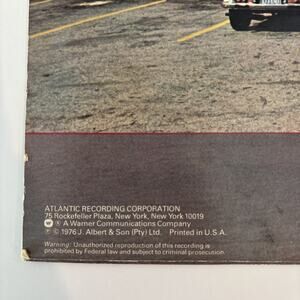 ATLANTIC RECORDING CORPORATION
75 Rockefeller Plaza, New York, New York 10019
Ⓦ A Warner Communications Company
℗ © 1976 J. Albert & Son (Pty) Ltd. Printed in U.S.A.
Warning: Unauthorized reproduction of this recording is
prohibited by Federal law and subject to criminal prosecution.